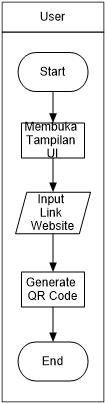 User
Start
Membuka
Tampilan
UI
Input
Link
Website
Generate
QR Code
End